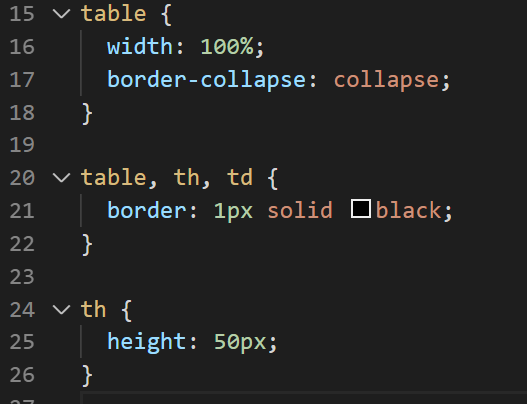 15 table {
16 width: 100%;
17 border-collapse: collapse;
18 }
19
20 table, th, td {
21 border: 1px solid black;
22 }
23
24 th {
25 height: 50px;
26 }
27